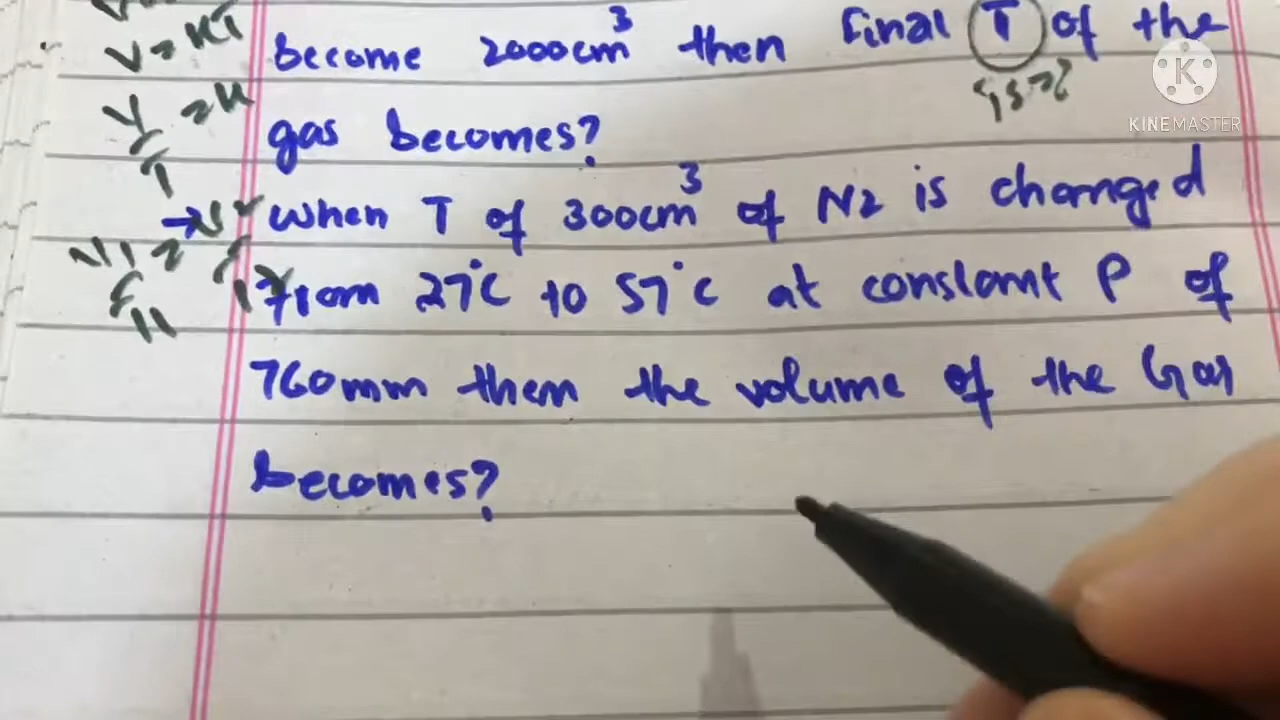 V = KT
become 2000cm³ then final T of the
KINEMASTER
V/T = K
gas becomes?
→ when T of 300cm³ of N2 is changed
from 27°C to 57°C at constant P of
760mm then the volume of the Gas
becomes?